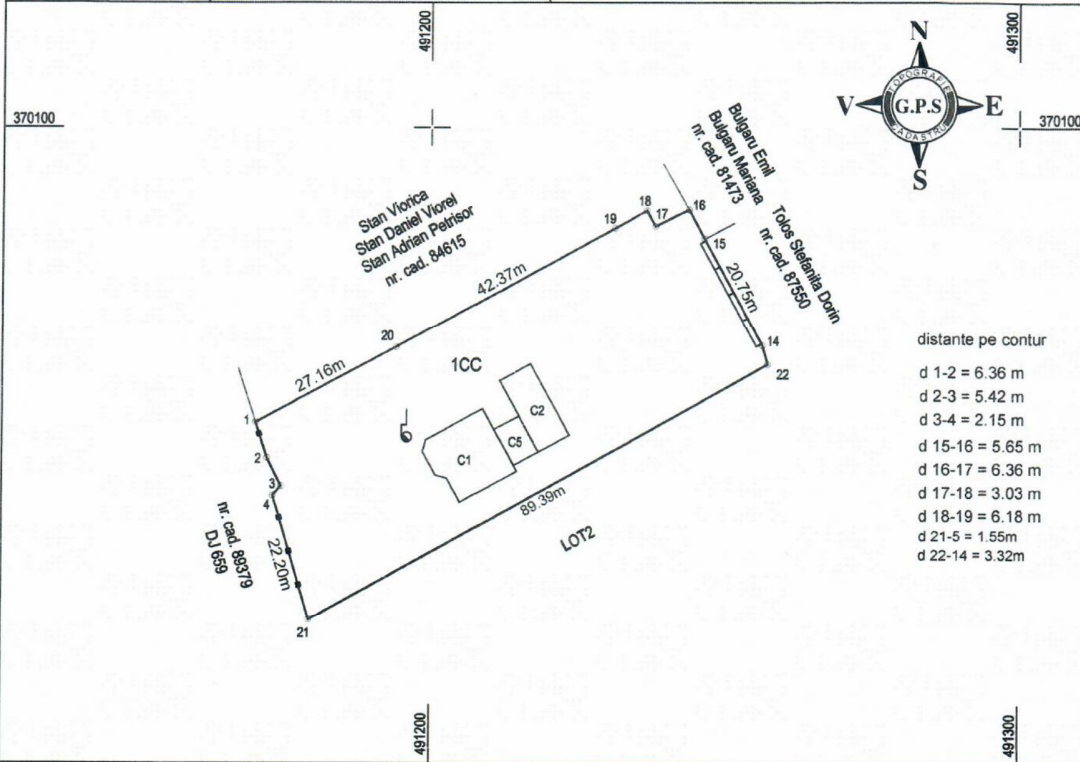 491200
491300
N
V
TOPOGRAFIE
G.P.S
CADASTRU
E
S
370100
370100
Bulgaru Emil
Bulgaru Mariana
nr. cad. 81473
Tolos Stefanita Dorin
nr. cad. 87550
Stan Viorica
Stan Daniel Viorel
Stan Adrian Petrisor
nr. cad. 84615
18
19
17
16
15
20.75m
14
22
42.37m
20
27.16m
1CC
1
2
3
4
C2
C5
C1
89.39m
LOT2
nr. cad. 89379
DJ 659
22.20m
21
distante pe contur
d 1-2 = 6.36 m
d 2-3 = 5.42 m
d 3-4 = 2.15 m
d 15-16 = 5.65 m
d 16-17 = 6.36 m
d 17-18 = 3.03 m
d 18-19 = 6.18 m
d 21-5 = 1.55m
d 22-14 = 3.32m
491200
491300